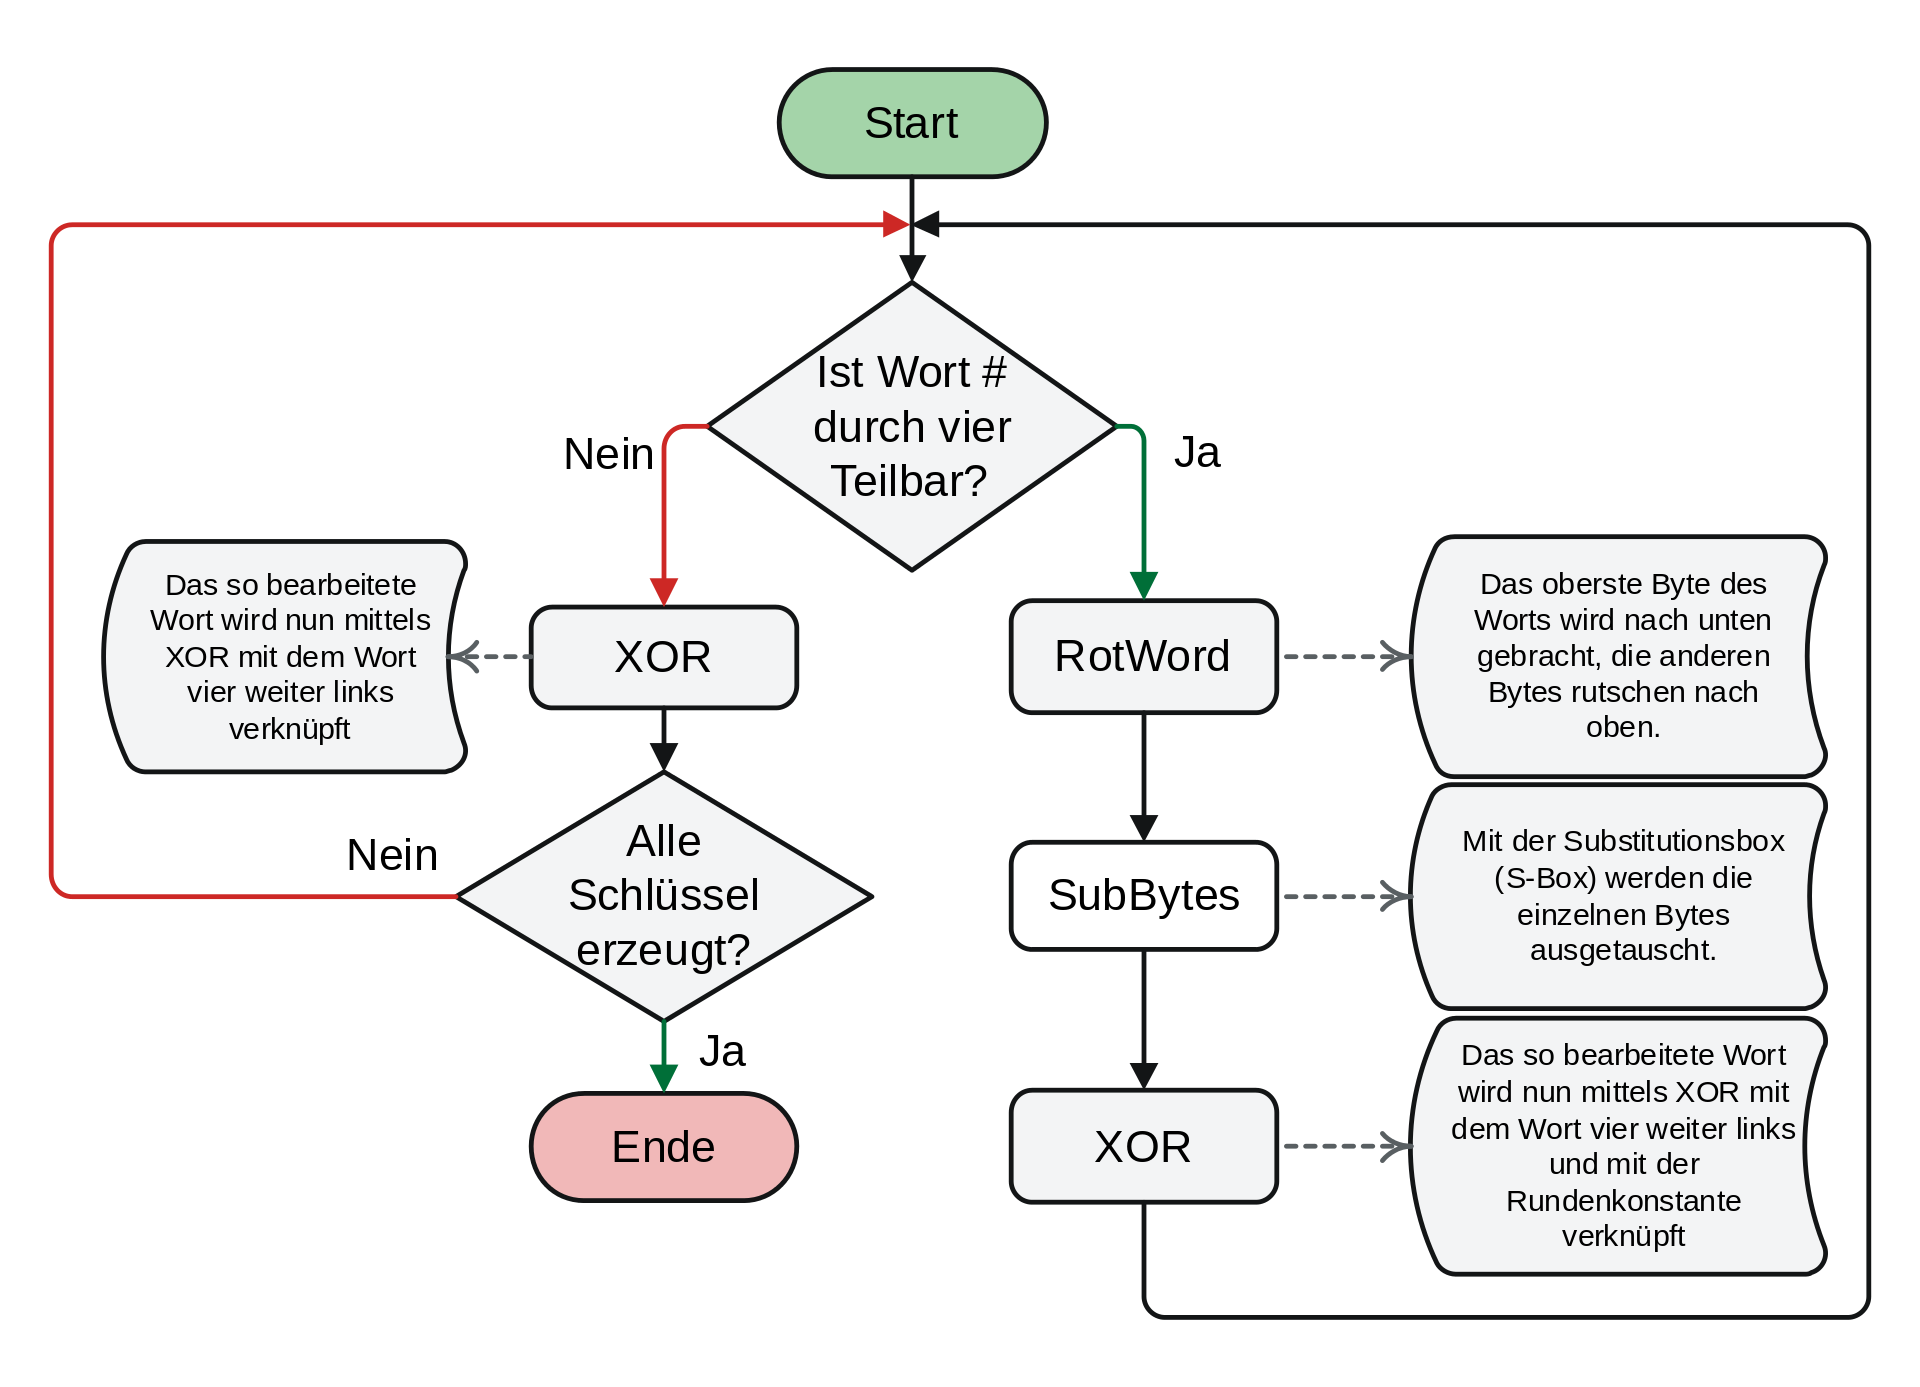 Start
Ist Wort #
durch vier
Teilbar?
Nein
Ja
Das so bearbeitete
Wort wird nun mittels
XOR mit dem Wort
vier weiter links
verknüpft
XOR
RotWord
Das oberste Byte des
Worts wird nach unten
gebracht, die anderen
Bytes rutschen nach
oben.
Nein
Alle
Schlüssel
erzeugt?
SubBytes
Mit der Substitutionsbox
(S-Box) werden die
einzelnen Bytes
ausgetauscht.
Ja
Ende
XOR
Das so bearbeitete Wort
wird nun mittels XOR mit
dem Wort vier weiter links
und mit der
Rundenkonstante
verknüpft